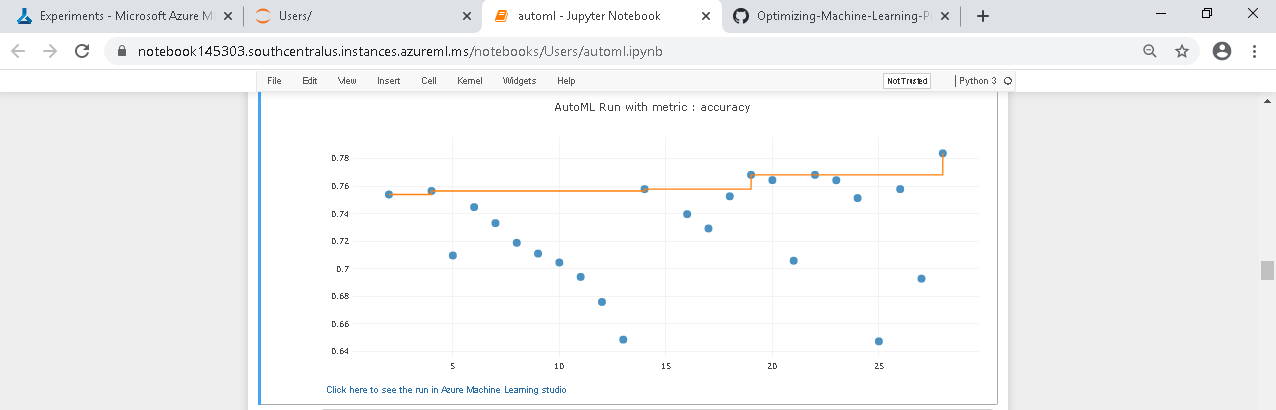 Experiments - Microsoft Azure M
Users/
automl - Jupyter Notebook
Optimizing-Machine-Learning-Pi
notebook145303.southcentralus.instances.azureml.ms/notebooks/Users/automl.ipynb
File Edit View Insert Cell Kernel Widgets Help Not Trusted Python 3
AutoML Run with metric : accuracy
0.78
0.76
0.74
0.72
0.7
0.68
0.66
0.64
5 10 15 20 25
Click here to see the run in Azure Machine Learning studio